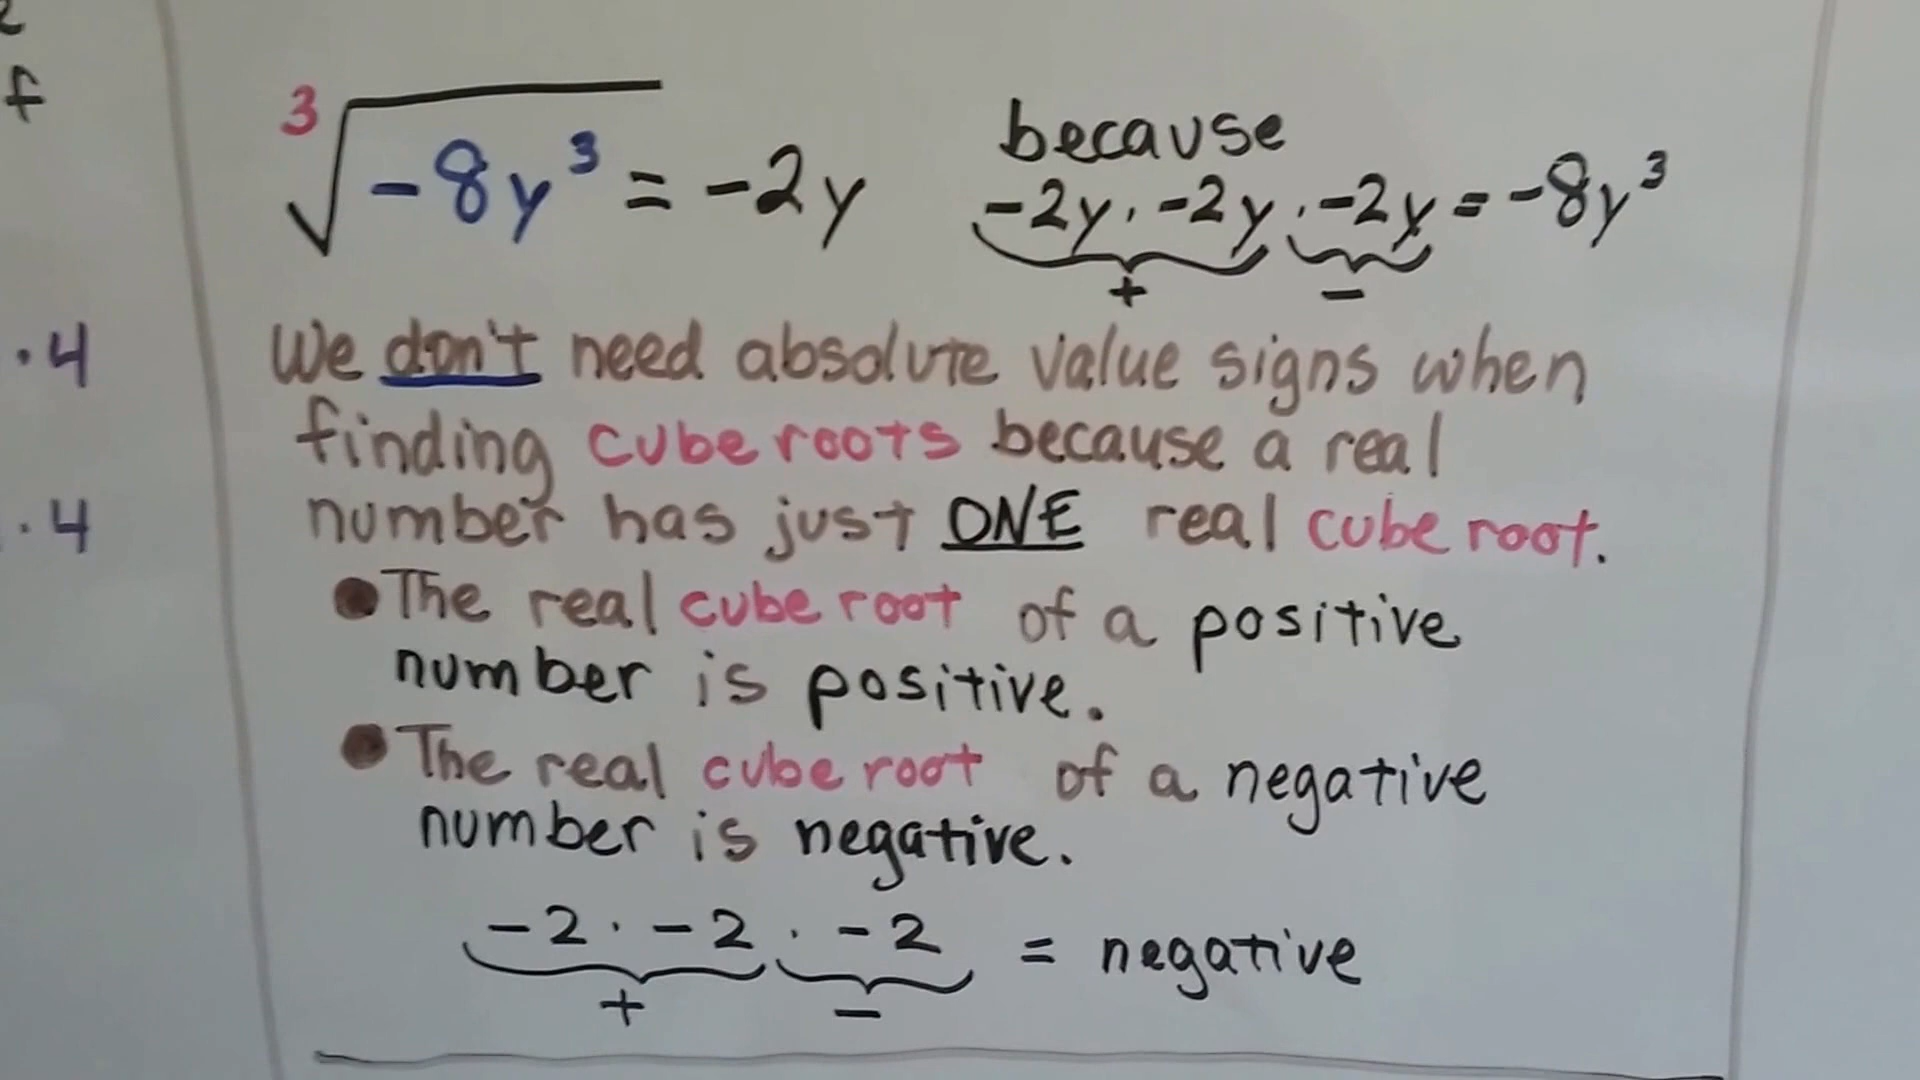 f
∛-8y³ = -2y
because
-2y · -2y · -2y = -8y³
+ -
We don't need absolute value signs when
finding cube roots because a real
number has just ONE real cube root.
●The real cube root of a positive
number is positive.
●The real cube root of a negative
number is negative.
-2 · -2 · -2 = negative
+ -
·4
·4